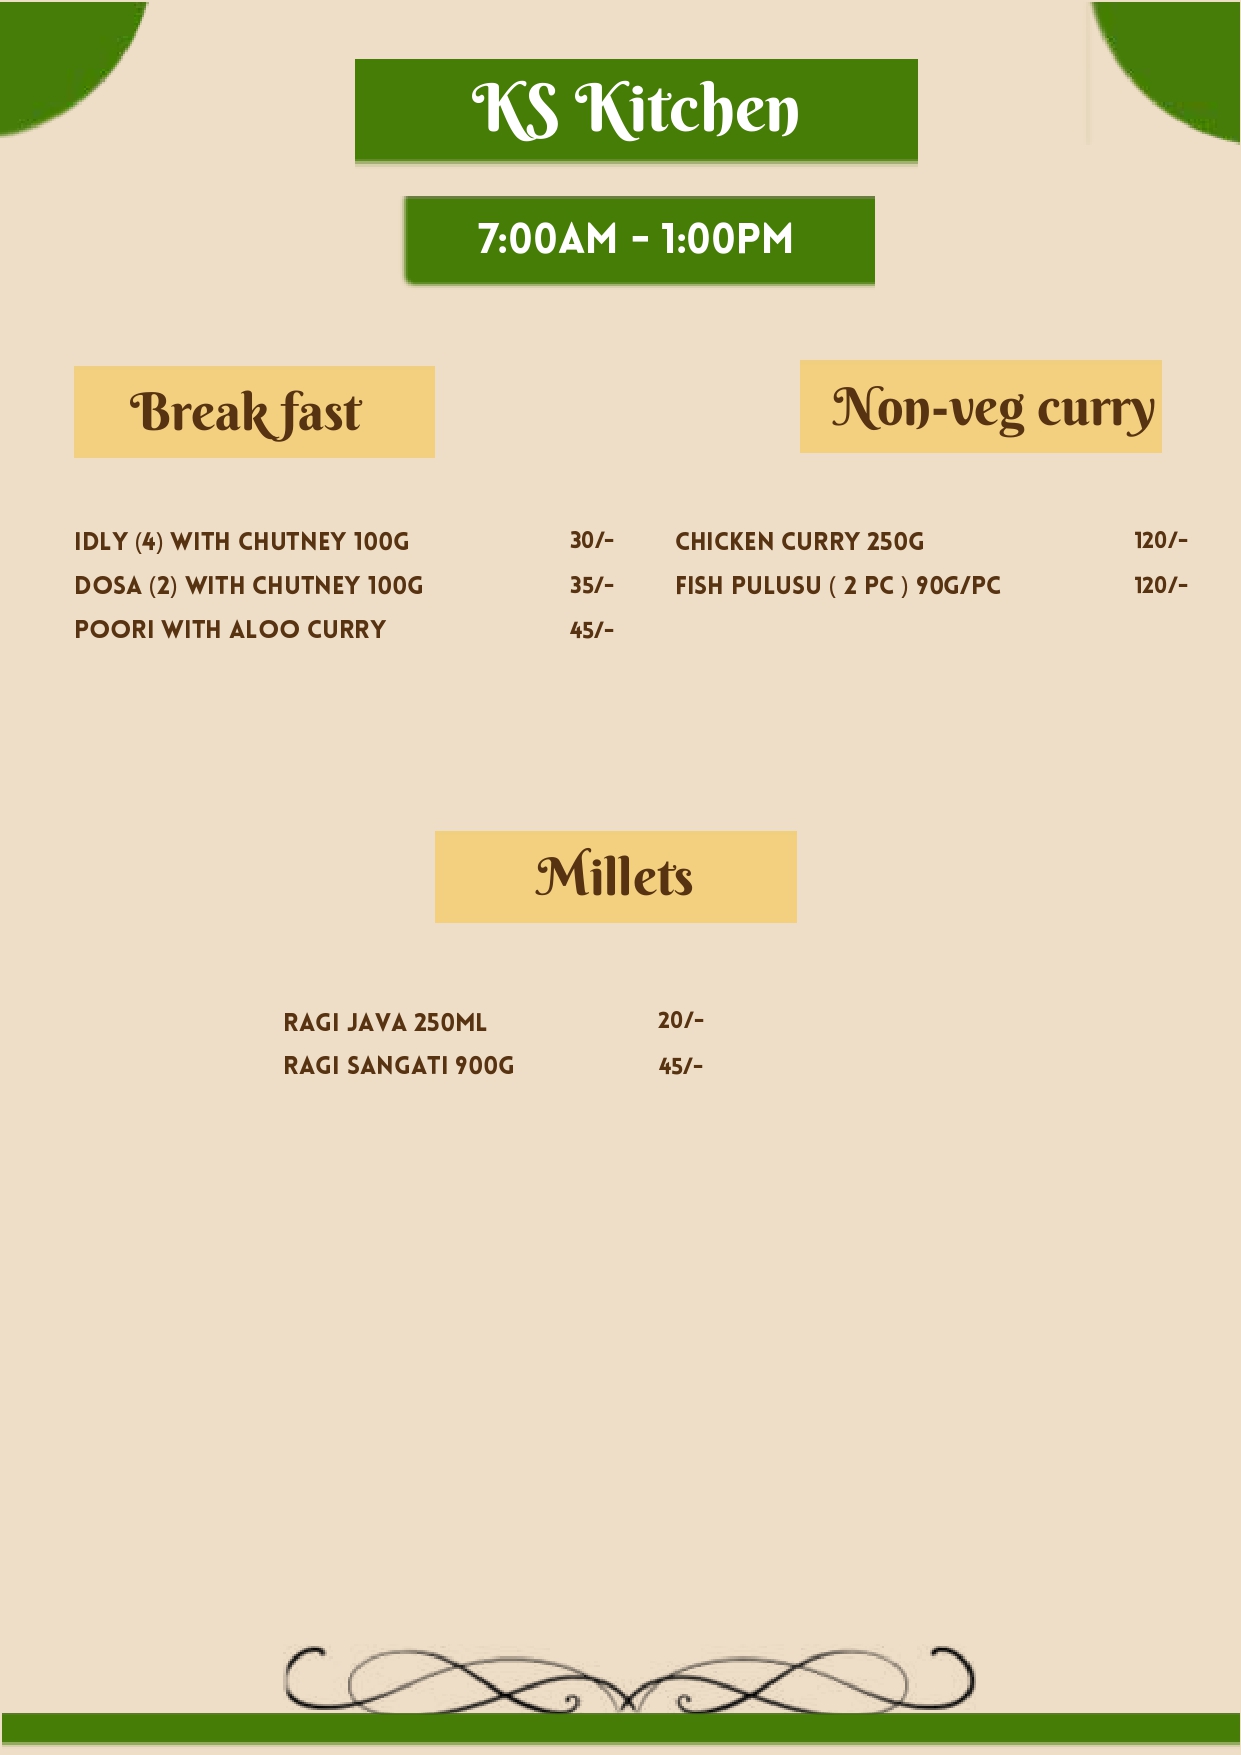 KS Kitchen
7:00AM - 1:00PM
Break fast
IDLY (4) WITH CHUTNEY 100G 30/-
DOSA (2) WITH CHUTNEY 100G 35/-
POORI WITH ALOO CURRY 45/-
Non-veg curry
CHICKEN CURRY 250G 120/-
FISH PULUSU ( 2 PC ) 90G/PC 120/-
Millets
RAGI JAVA 250ML 20/-
RAGI SANGATI 900G 45/-